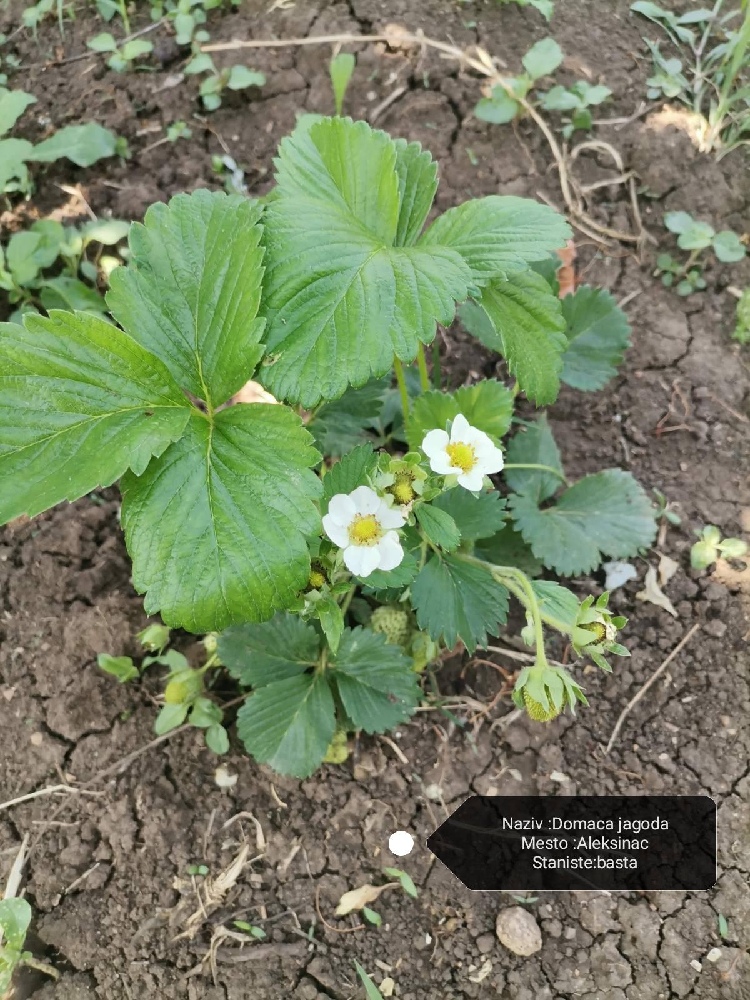 Naziv :Domaca jagoda
Mesto :Aleksinac
Staniste:basta